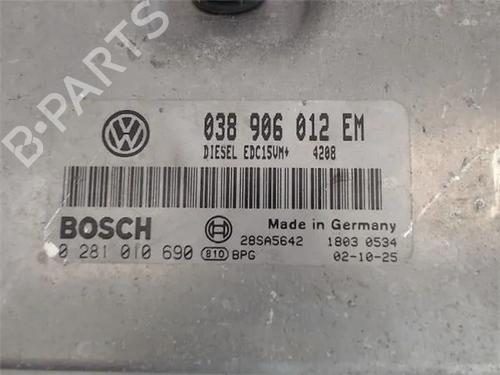 B-PARTS
038 906 012 EM
DIESEL EDC15VM+ 4208
BOSCH
Made in Germany
0 281 010 690
28SA5642 1803 0534
810 BPG 02-10-25